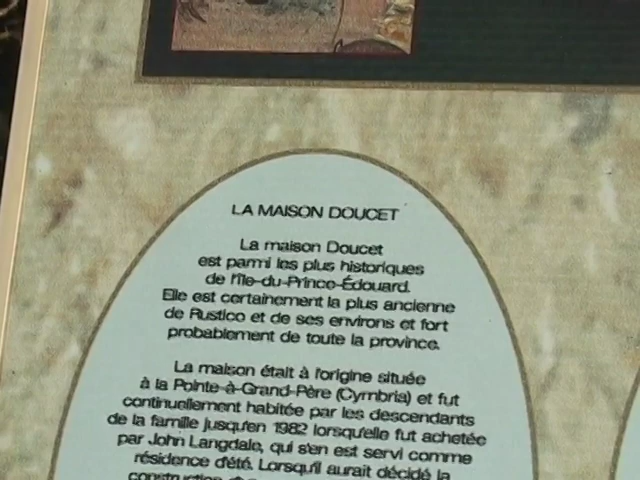 LA MAISON DOUCET
La maison Doucet
est parmi les plus historiques
de l'Île-du-Prince-Édouard.
Elle est certainement la plus ancienne
de Rustico et de ses environs et fort
probablement de toute la province.
La maison était à l'origine située
à la Pointe-à-Grand-Père (Cymbria) et fut
continuellement habitée par les descendants
de la famille jusqu'en 1982 lorsqu'elle fut achetée
par John Langdale, qui s'en est servi comme
résidence d'été. Lorsqu'il aurait décidé la
construction